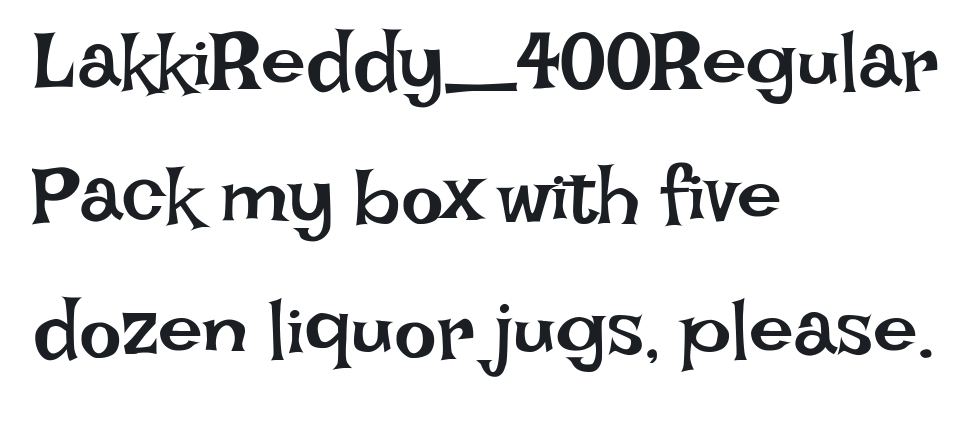 LakkiReddy_400Regular
Pack my box with five
dozen liquor jugs, please.